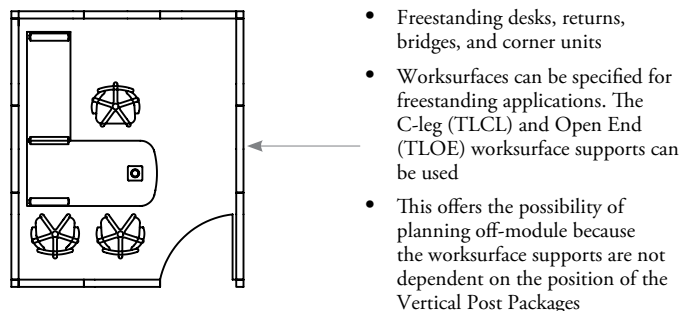 • Freestanding desks, returns,
bridges, and corner units
• Worksurfaces can be specified for
freestanding applications. The
C-leg (TLCL) and Open End
(TLOE) worksurface supports can
be used
• This offers the possibility of
planning off-module because
the worksurface supports are not
dependent on the position of the
Vertical Post Packages